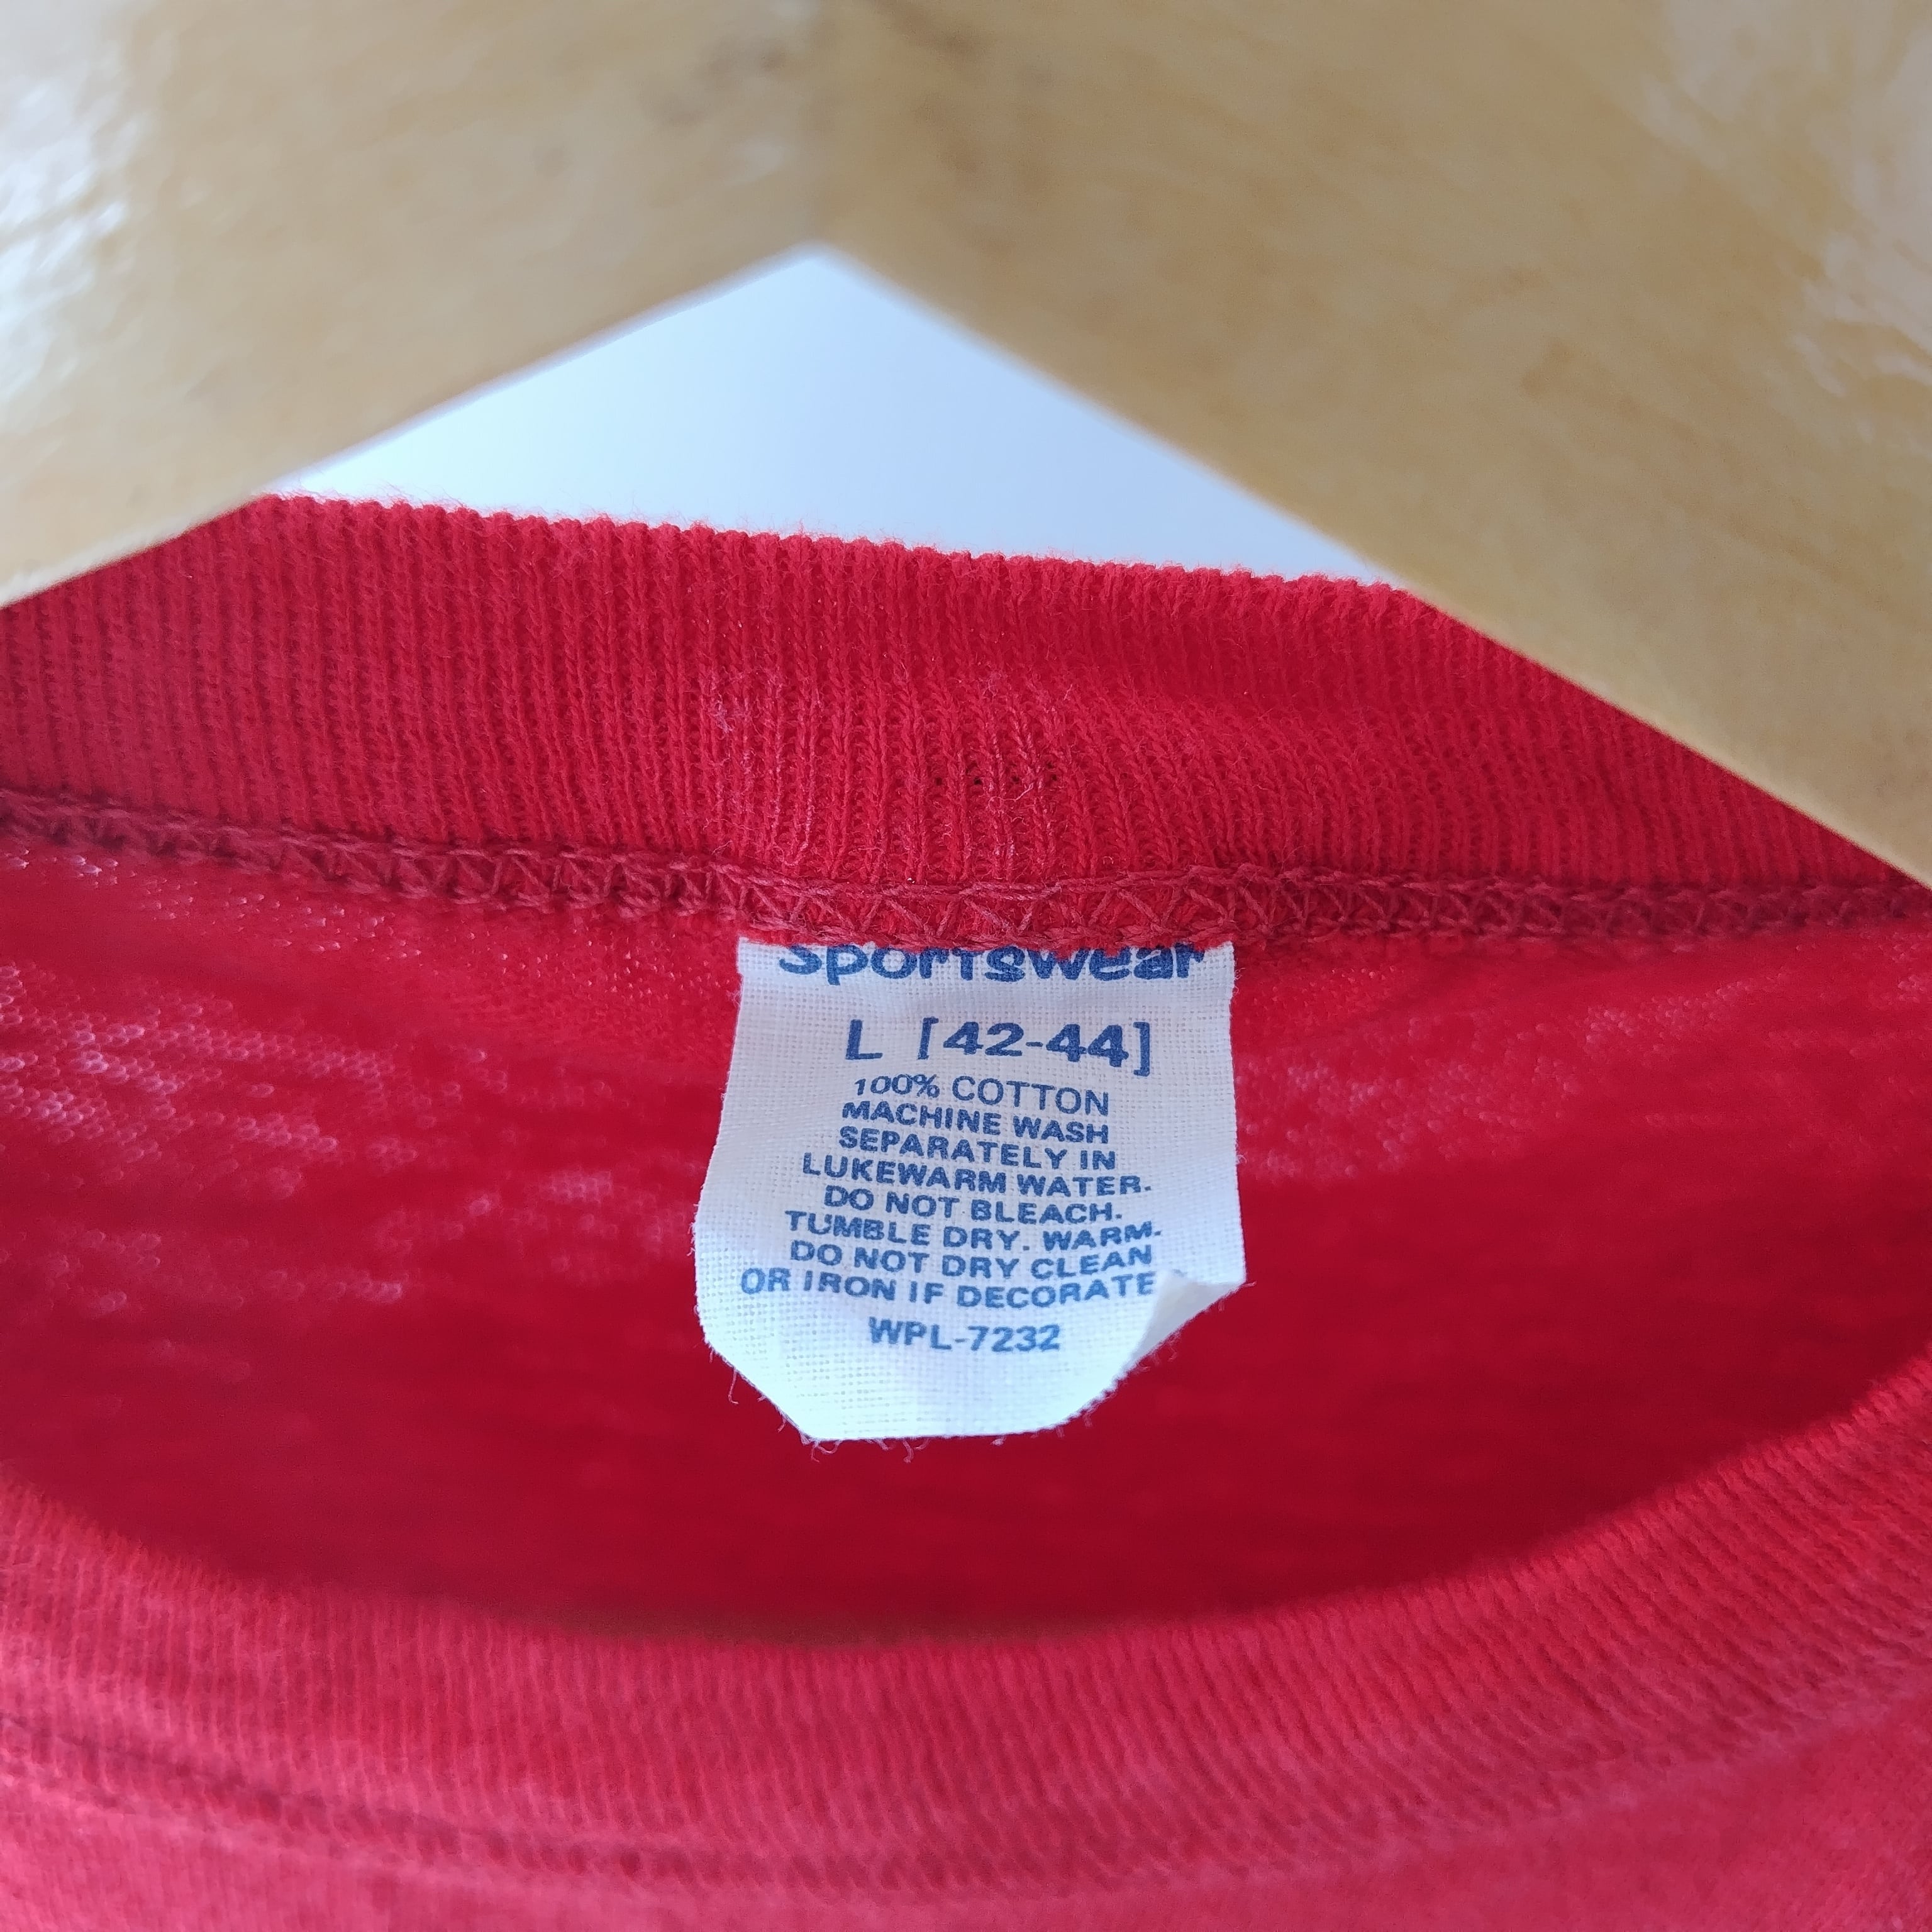 Sportswear
L [42-44]
100% COTTON
MACHINE WASH
SEPARATELY IN
LUKEWARM WATER.
DO NOT BLEACH.
TUMBLE DRY. WARM.
DO NOT DRY CLEAN
OR IRON IF DECORATE
WPL-7232